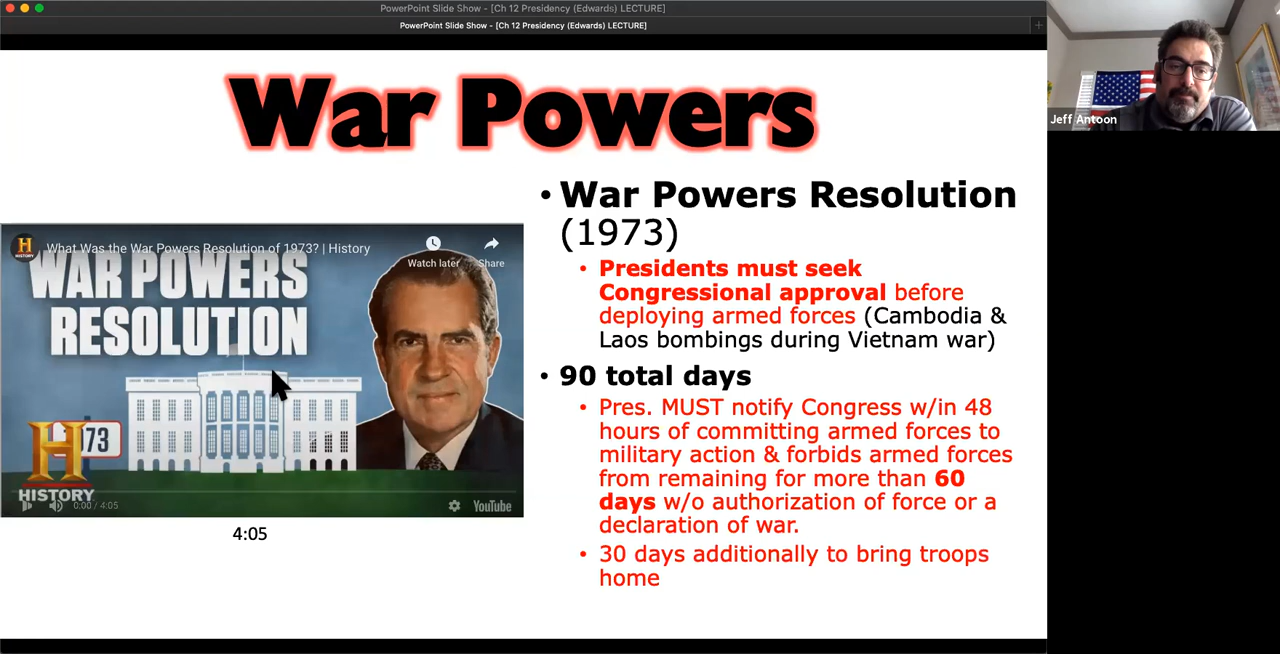 PowerPoint Slide Show - [Ch 12 Presidency (Edwards) LECTURE]
PowerPoint Slide Show - [Ch 12 Presidency (Edwards) LECTURE]
+
Jeff Antoon
War Powers
H
HISTORY
What Was the War Powers Resolution of 1973? | History
Watch later
Share
WAR POWERS
RESOLUTION
73
H
HISTORY
0:00 / 4:05
YouTube
4:05
• War Powers Resolution
(1973)
• Presidents must seek
Congressional approval before
deploying armed forces (Cambodia &
Laos bombings during Vietnam war)
• 90 total days
• Pres. MUST notify Congress w/in 48
hours of committing armed forces to
military action & forbids armed forces
from remaining for more than 60
days w/o authorization of force or a
declaration of war.
• 30 days additionally to bring troops
home